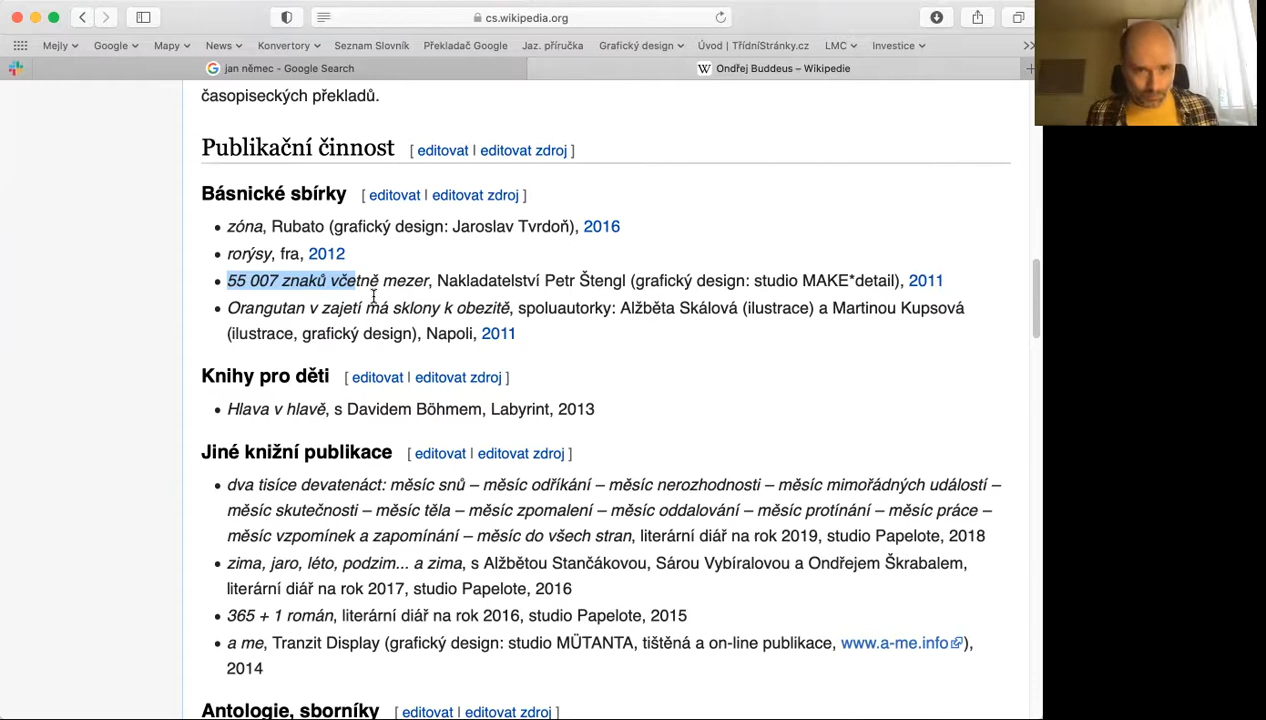 cs.wikipedia.org
Mejly Google Mapy News Konvertory Seznam Slovník Překladač Google Jaz. příručka Grafický design Úvod | TřídníStránky.cz LMC Investice
jan němec - Google Search
W Ondřej Buddeus – Wikipedie
časopiseckých překladů.
Publikační činnost [ editovat | editovat zdroj ]
Básnické sbírky [ editovat | editovat zdroj ]
zóna, Rubato (grafický design: Jaroslav Tvrdoň), 2016
rorýsy, fra, 2012
55 007 znaků včetně mezer, Nakladatelství Petr Štengl (grafický design: studio MAKE*detail), 2011
Orangutan v zajetí má sklony k obezitě, spoluautorky: Alžběta Skálová (ilustrace) a Martinou Kupsová
(ilustrace, grafický design), Napoli, 2011
Knihy pro děti [ editovat | editovat zdroj ]
Hlava v hlavě, s Davidem Böhmem, Labyrint, 2013
Jiné knižní publikace [ editovat | editovat zdroj ]
dva tisíce devatenáct: měsíc snů – měsíc odříkání – měsíc nerozhodnosti – měsíc mimořádných událostí –
měsíc skutečnosti – měsíc těla – měsíc zpomalení – měsíc oddalování – měsíc protínání – měsíc práce –
měsíc vzpomínek a zapomínání – měsíc do všech stran, literární diář na rok 2019, studio Papelote, 2018
zima, jaro, léto, podzim... a zima, s Alžbětou Stančákovou, Sárou Vybíralovou a Ondřejem Škrabalem,
literární diář na rok 2017, studio Papelote, 2016
365 + 1 román, literární diář na rok 2016, studio Papelote, 2015
a me, Tranzit Display (grafický design: studio MÜTANTA, tištěná a on-line publikace, www.a-me.info),
2014
Antologie, sborníky [ editovat | editovat zdroj ]